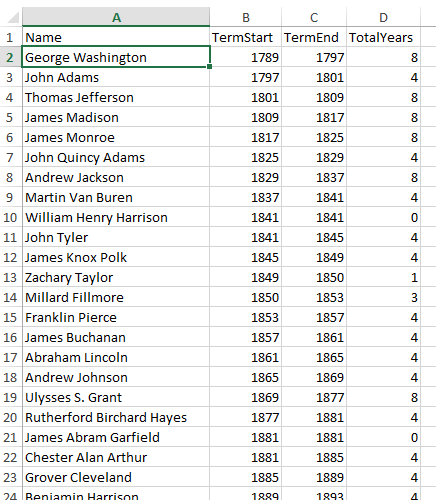 A B C D
1 Name TermStart TermEnd TotalYears
2 George Washington 1789 1797 8
3 John Adams 1797 1801 4
4 Thomas Jefferson 1801 1809 8
5 James Madison 1809 1817 8
6 James Monroe 1817 1825 8
7 John Quincy Adams 1825 1829 4
8 Andrew Jackson 1829 1837 8
9 Martin Van Buren 1837 1841 4
10 William Henry Harrison 1841 1841 0
11 John Tyler 1841 1845 4
12 James Knox Polk 1845 1849 4
13 Zachary Taylor 1849 1850 1
14 Millard Fillmore 1850 1853 3
15 Franklin Pierce 1853 1857 4
16 James Buchanan 1857 1861 4
17 Abraham Lincoln 1861 1865 4
18 Andrew Johnson 1865 1869 4
19 Ulysses S. Grant 1869 1877 8
20 Rutherford Birchard Hayes 1877 1881 4
21 James Abram Garfield 1881 1881 0
22 Chester Alan Arthur 1881 1885 4
23 Grover Cleveland 1885 1889 4
24 Benjamin Harrison 1889 1893 4